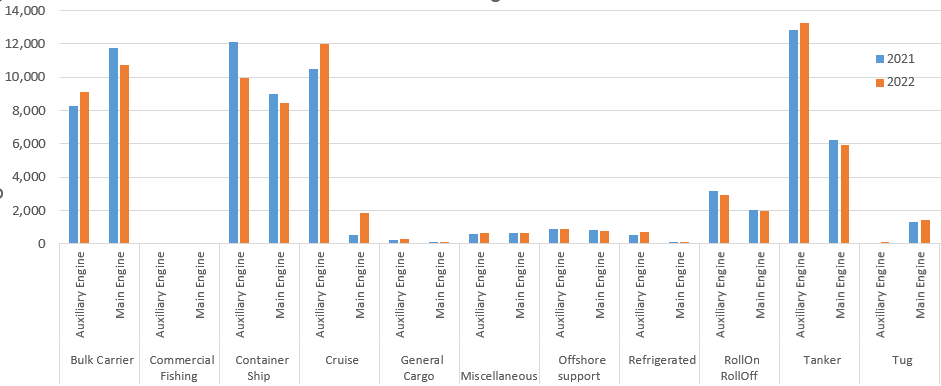 14,000
12,000
10,000
8,000
6,000
4,000
2,000
0
2021
2022
Auxiliary Engine
Main Engine
Auxiliary Engine
Main Engine
Auxiliary Engine
Main Engine
Auxiliary Engine
Main Engine
Auxiliary Engine
Main Engine
Auxiliary Engine
Main Engine
Auxiliary Engine
Main Engine
Auxiliary Engine
Main Engine
Auxiliary Engine
Main Engine
Auxiliary Engine
Main Engine
Auxiliary Engine
Main Engine
Bulk Carrier
Commercial
Fishing
Container
Ship
Cruise
General
Cargo
Miscellaneous
Offshore
support
Refrigerated
RollOn
RollOff
Tanker
Tug